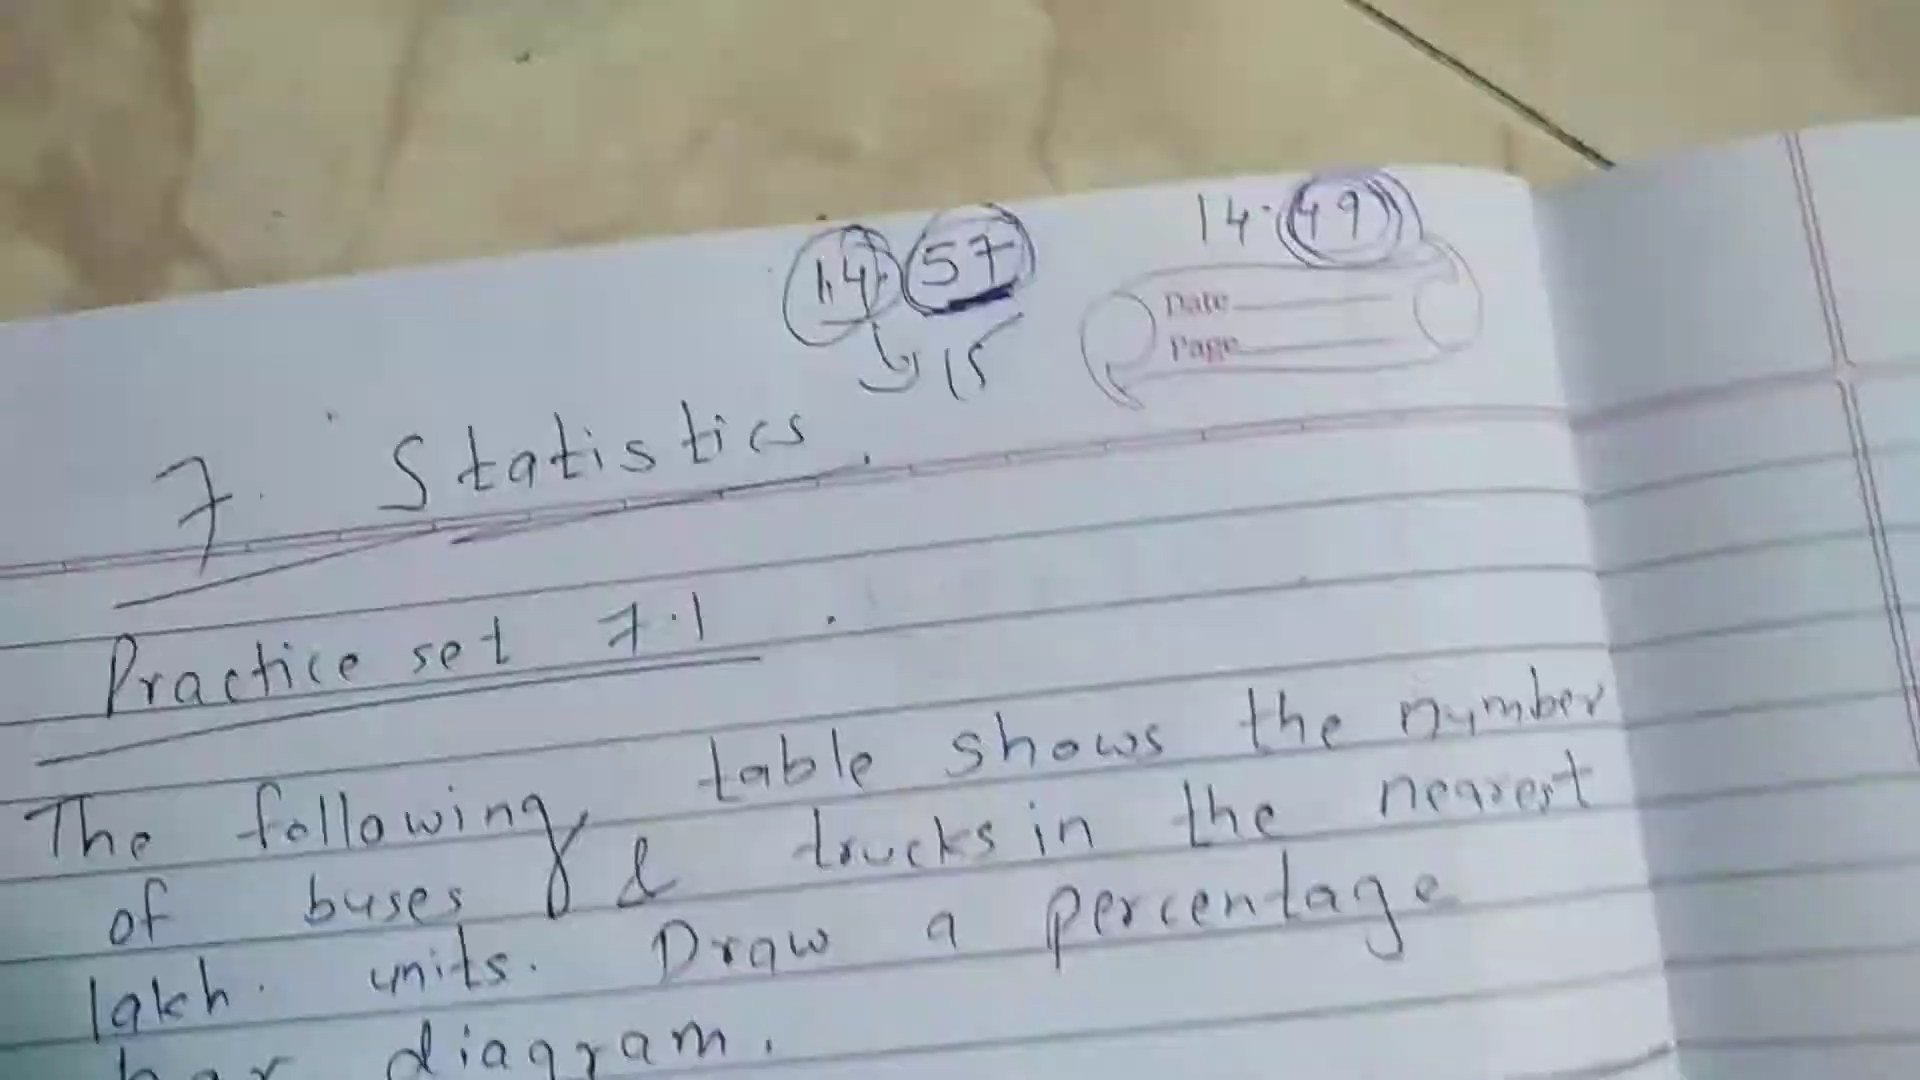 14.57
14.49
15
Date
Page
7. Statistics.
Practice set 7.1.
The following table shows the number
of buses & trucks in the nearest
lakh. units. Draw a percentage
bar diagram.